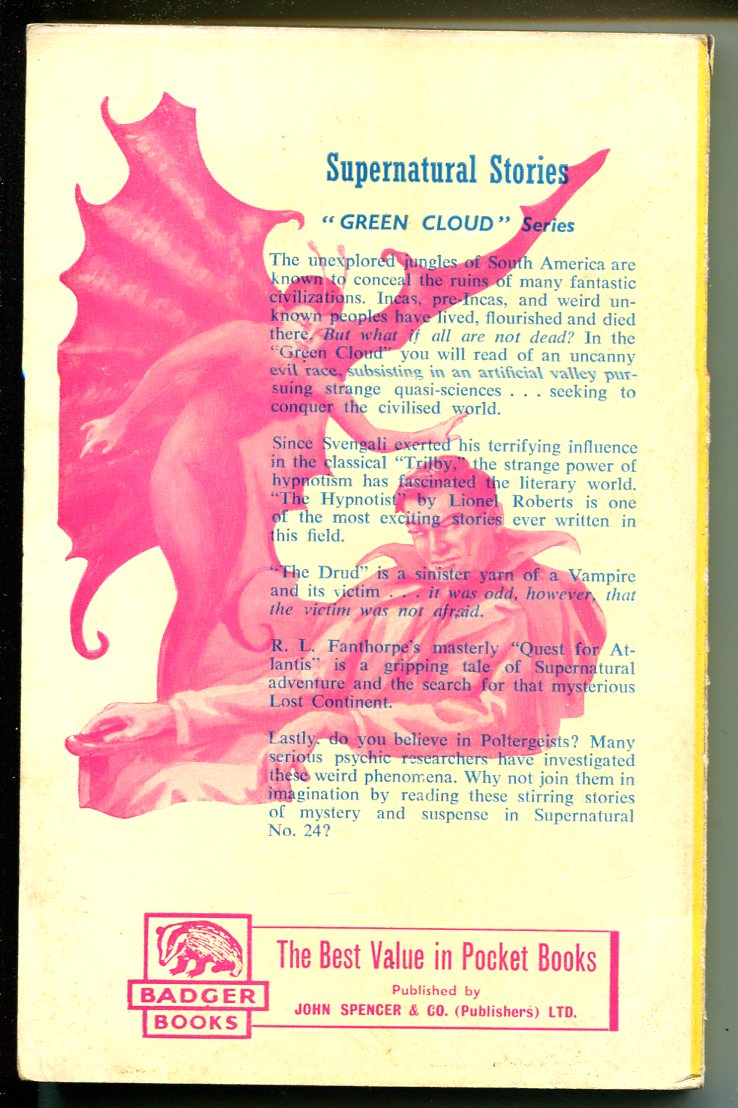 Supernatural Stories
"GREEN CLOUD" Series
The unexplored jungles of South America are
known to conceal the ruins of many fantastic
civilizations. Incas, pre-Incas, and weird un-
known peoples have lived, flourished and died
there. But what if all are not dead? In the
"Green Cloud" you will read of an uncanny
evil race, subsisting in an artificial valley pur-
suing strange quasi-sciences . . . seeking to
conquer the civilised world.
Since Svengali exerted his terrifying influence
in the classical "Trilby," the strange power of
hypnotism has fascinated the literary world.
"The Hypnotist" by Lionel Roberts is one
of the most exciting stories ever written in
this field.
"The Drud" is a sinister yarn of a Vampire
and its victim . . . it was odd, however, that
the victim was not afraid.
R. L. Fanthorpe's masterly "Quest for At-
lantis" is a gripping tale of Supernatural
adventure and the search for that mysterious
Lost Continent.
Lastly, do you believe in Poltergeists? Many
serious psychic researchers have investigated
these weird phenomena. Why not join them in
imagination by reading these stirring stories
of mystery and suspense in Supernatural
No. 24?
BADGER
BOOKS
The Best Value in Pocket Books
Published by
JOHN SPENCER & CO. (Publishers) LTD.